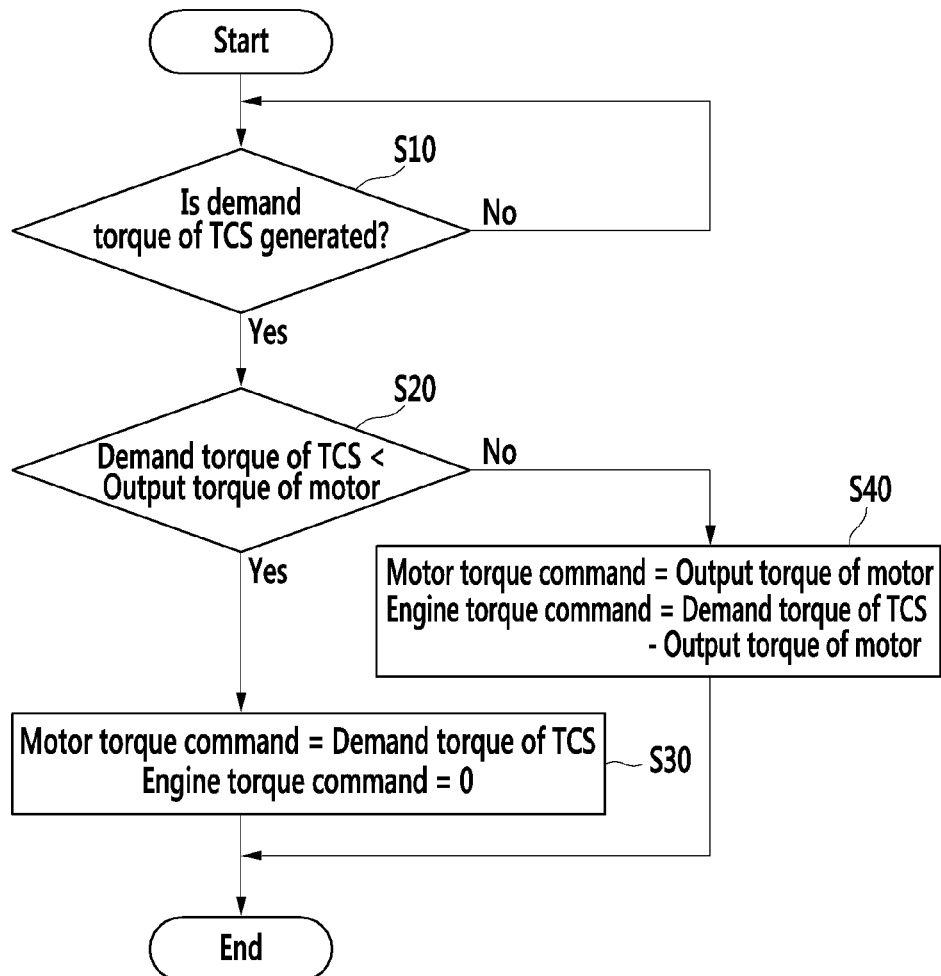 Start
S10
Is demand
torque of TCS generated?
No
Yes
S20
Demand torque of TCS <
Output torque of motor
No
Yes
S40
Motor torque command = Output torque of motor
Engine torque command = Demand torque of TCS
- Output torque of motor
Motor torque command = Demand torque of TCS
Engine torque command = 0
S30
End